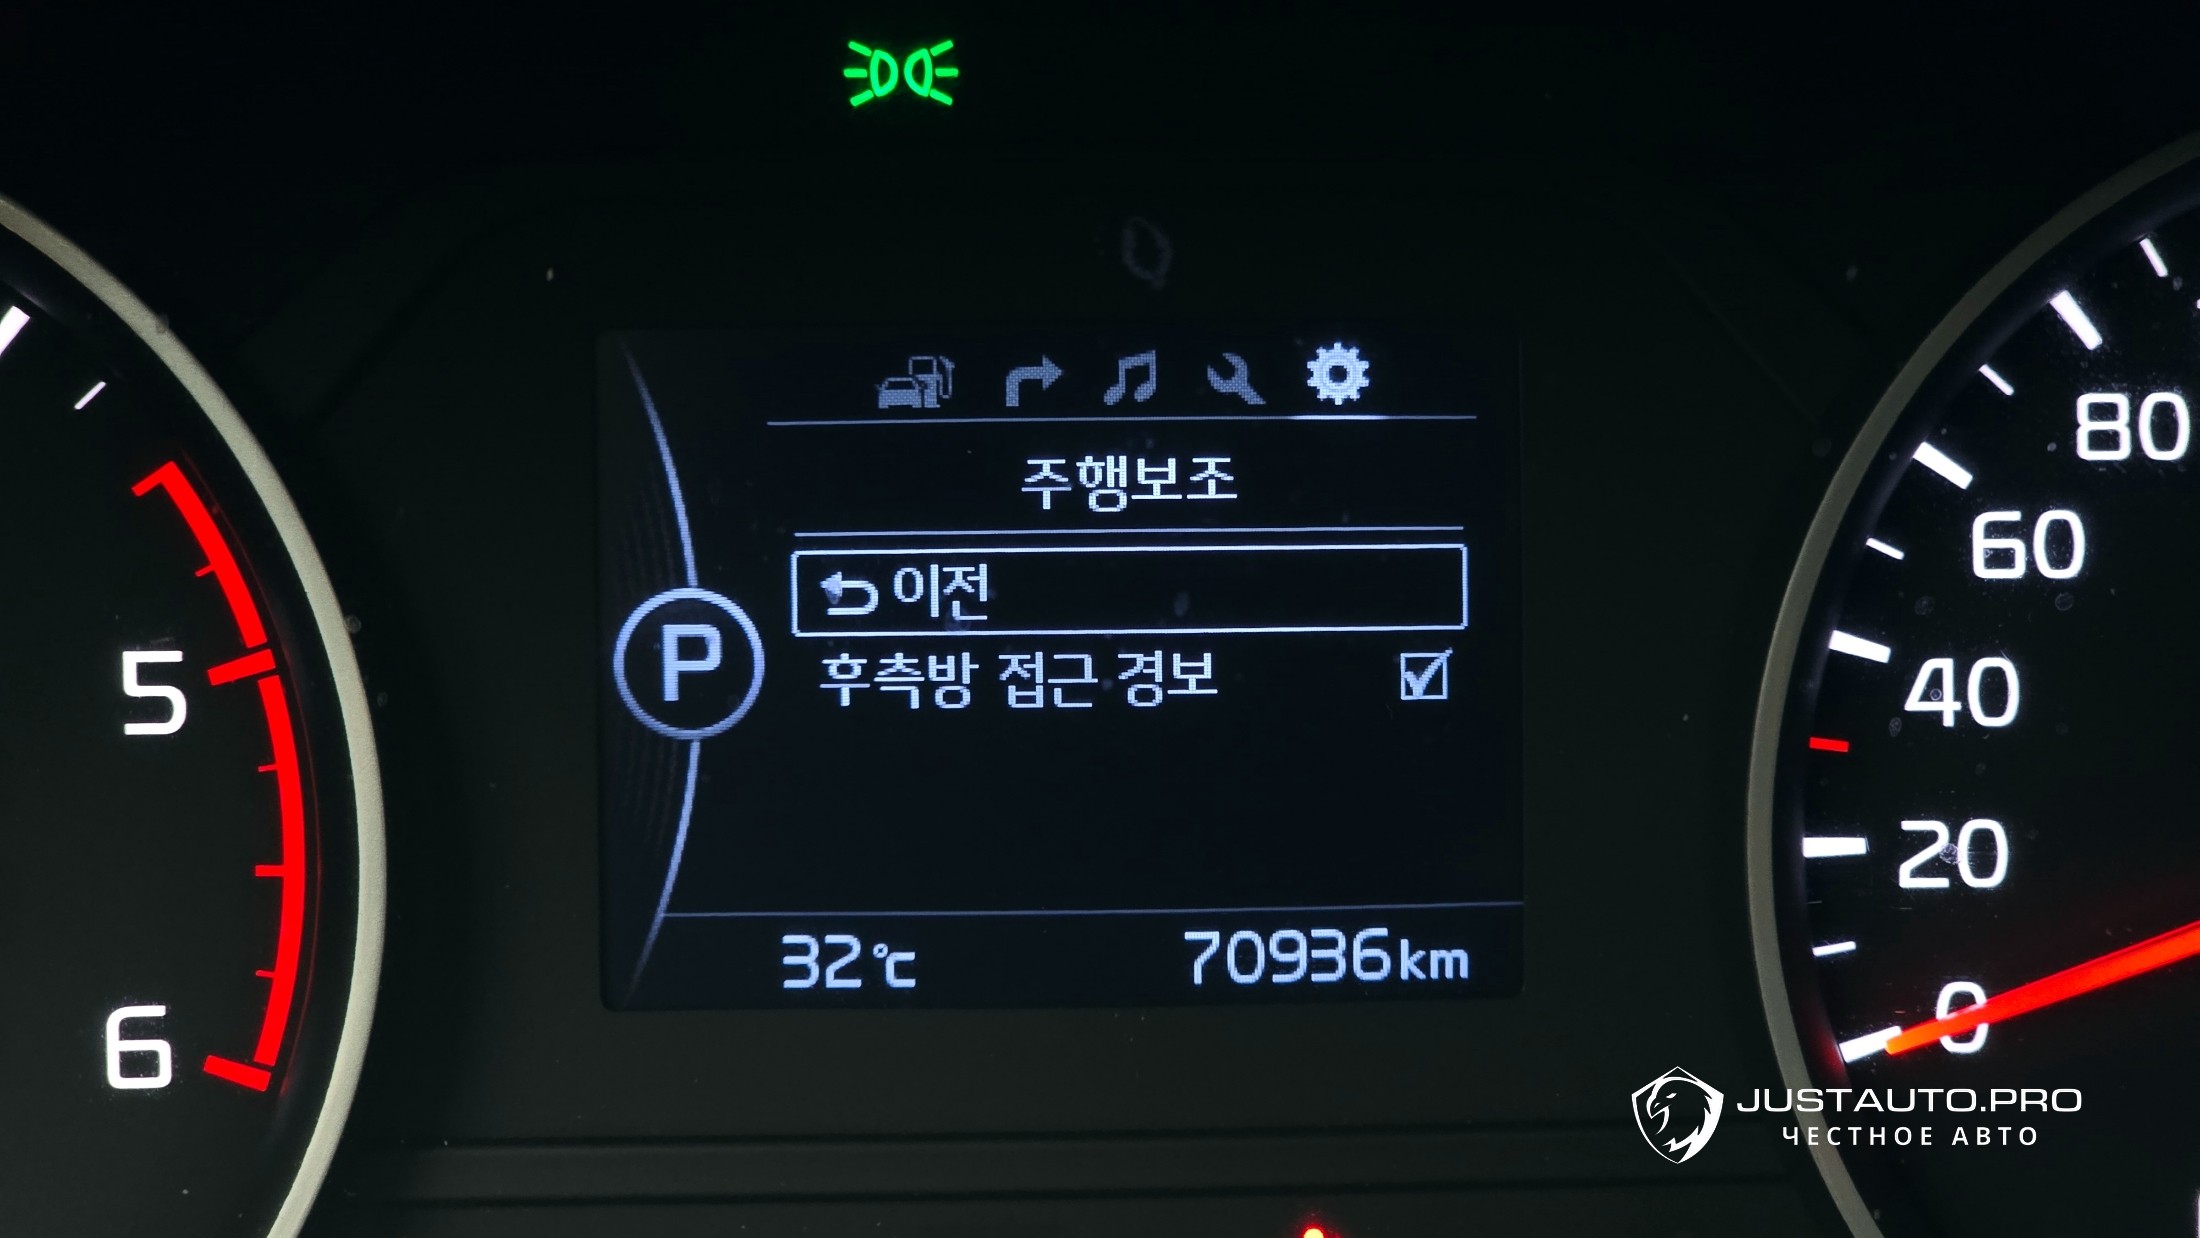 주행보조
이전
P
후측방 접근 경보
32°C
70936km
5
6
80
60
40
20
0
JUSTAUTO.PRO
ЧЕСТНОЕ АВТО